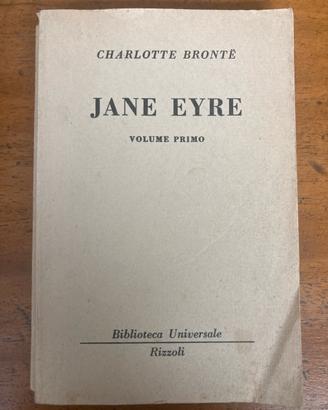 CHARLOTTE BRONTË
JANE EYRE
VOLUME PRIMO
Biblioteca Universale
Rizzoli